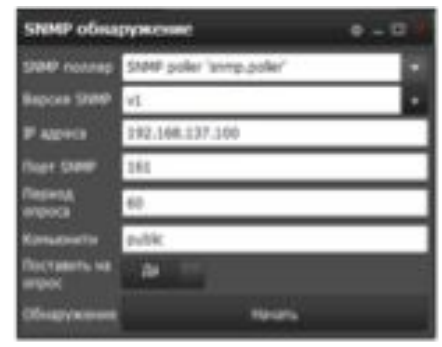 SNMP обнаружение
SNMP поллер SNMP poller 'snmp.poller'
Версия SNMP v1
IP адреса 192.168.137.100
Порт SNMP 161
Период опроса 60
Комьюнити public
Поставить на опрос Да
Обнаружение Начать